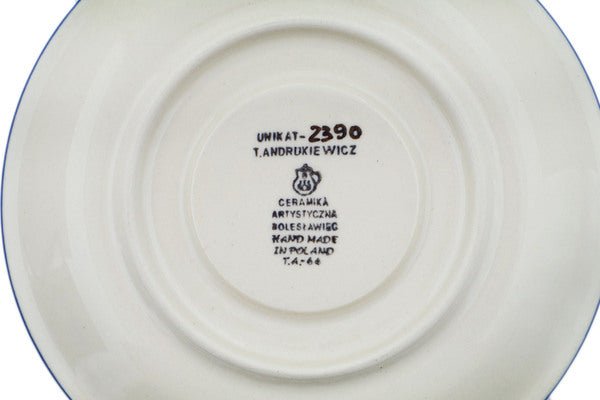 UNIKAT-2390
T.ANDRUKIEWICZ
CERAMIKA
ARTYSTYCZNA
BOLESŁAWIEC
HAND MADE
IN POLAND
T.A.-64